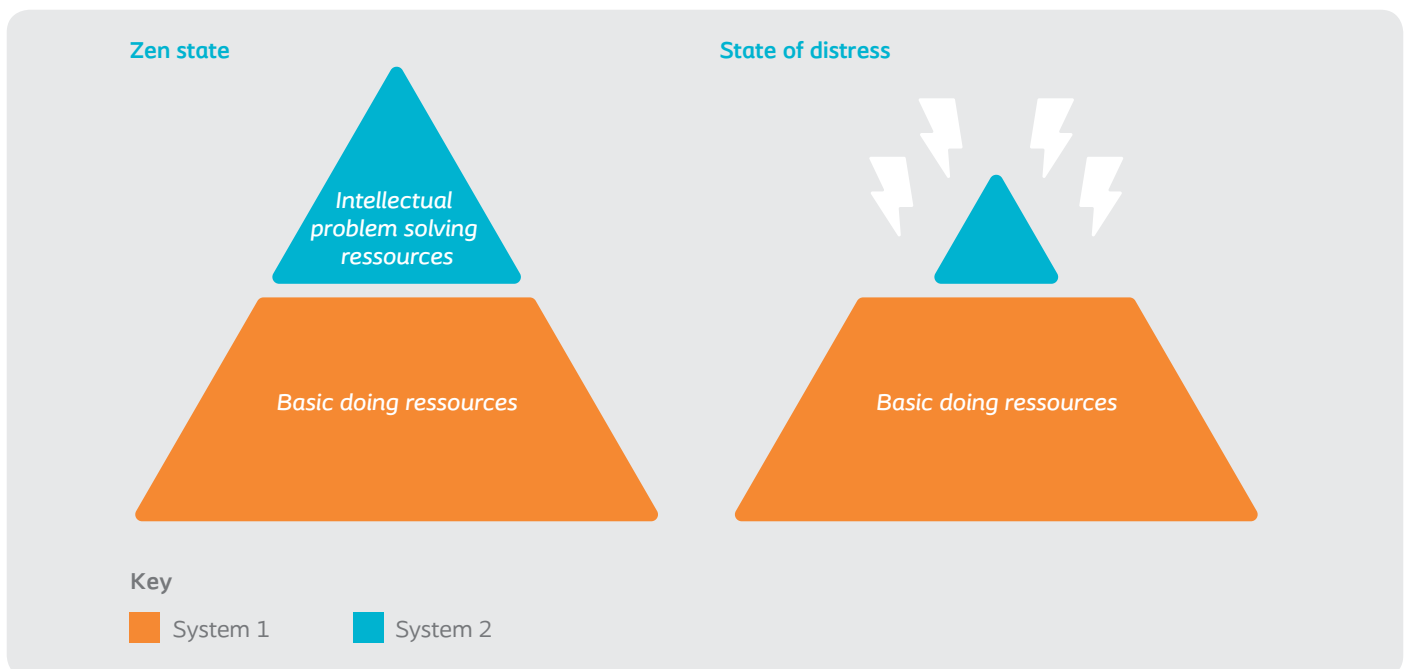 Zen state
State of distress
Intellectual
problem solving
ressources
Basic doing ressources
Basic doing ressources
Key
System 1
System 2